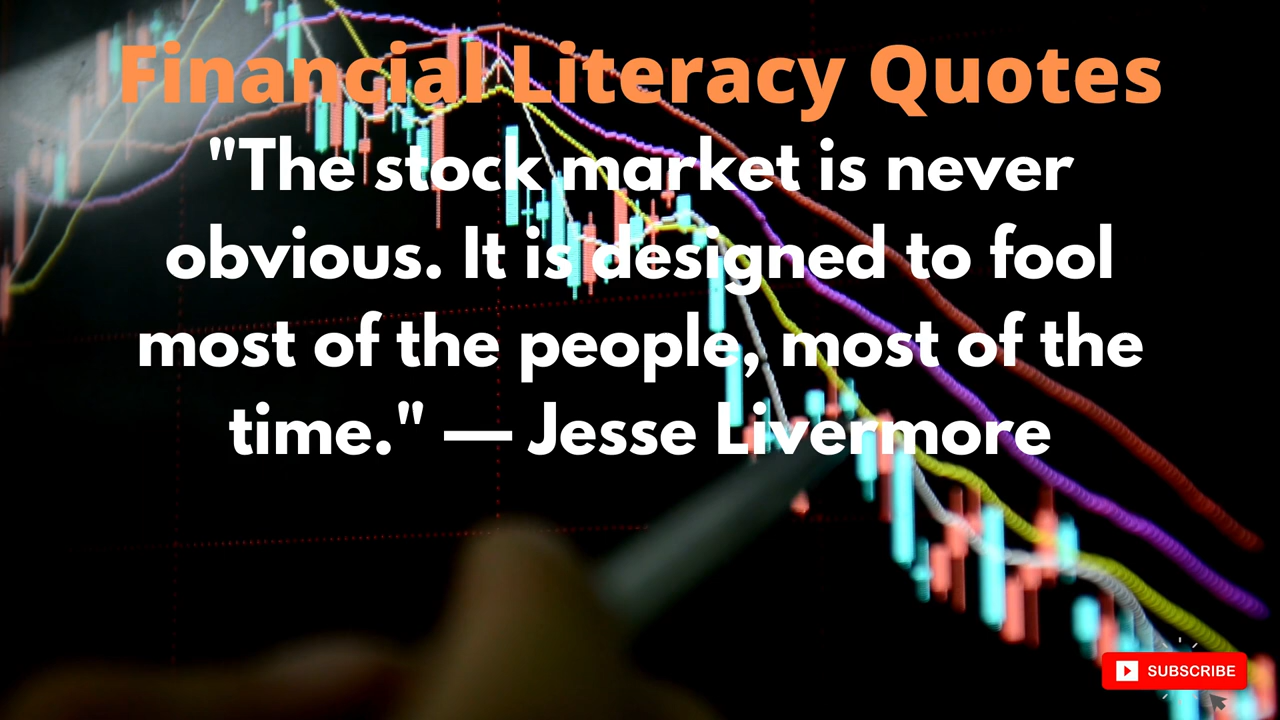 Financial Literacy Quotes
"The stock market is never
obvious. It is designed to fool
most of the people, most of the
time." — Jesse Livermore
SUBSCRIBE